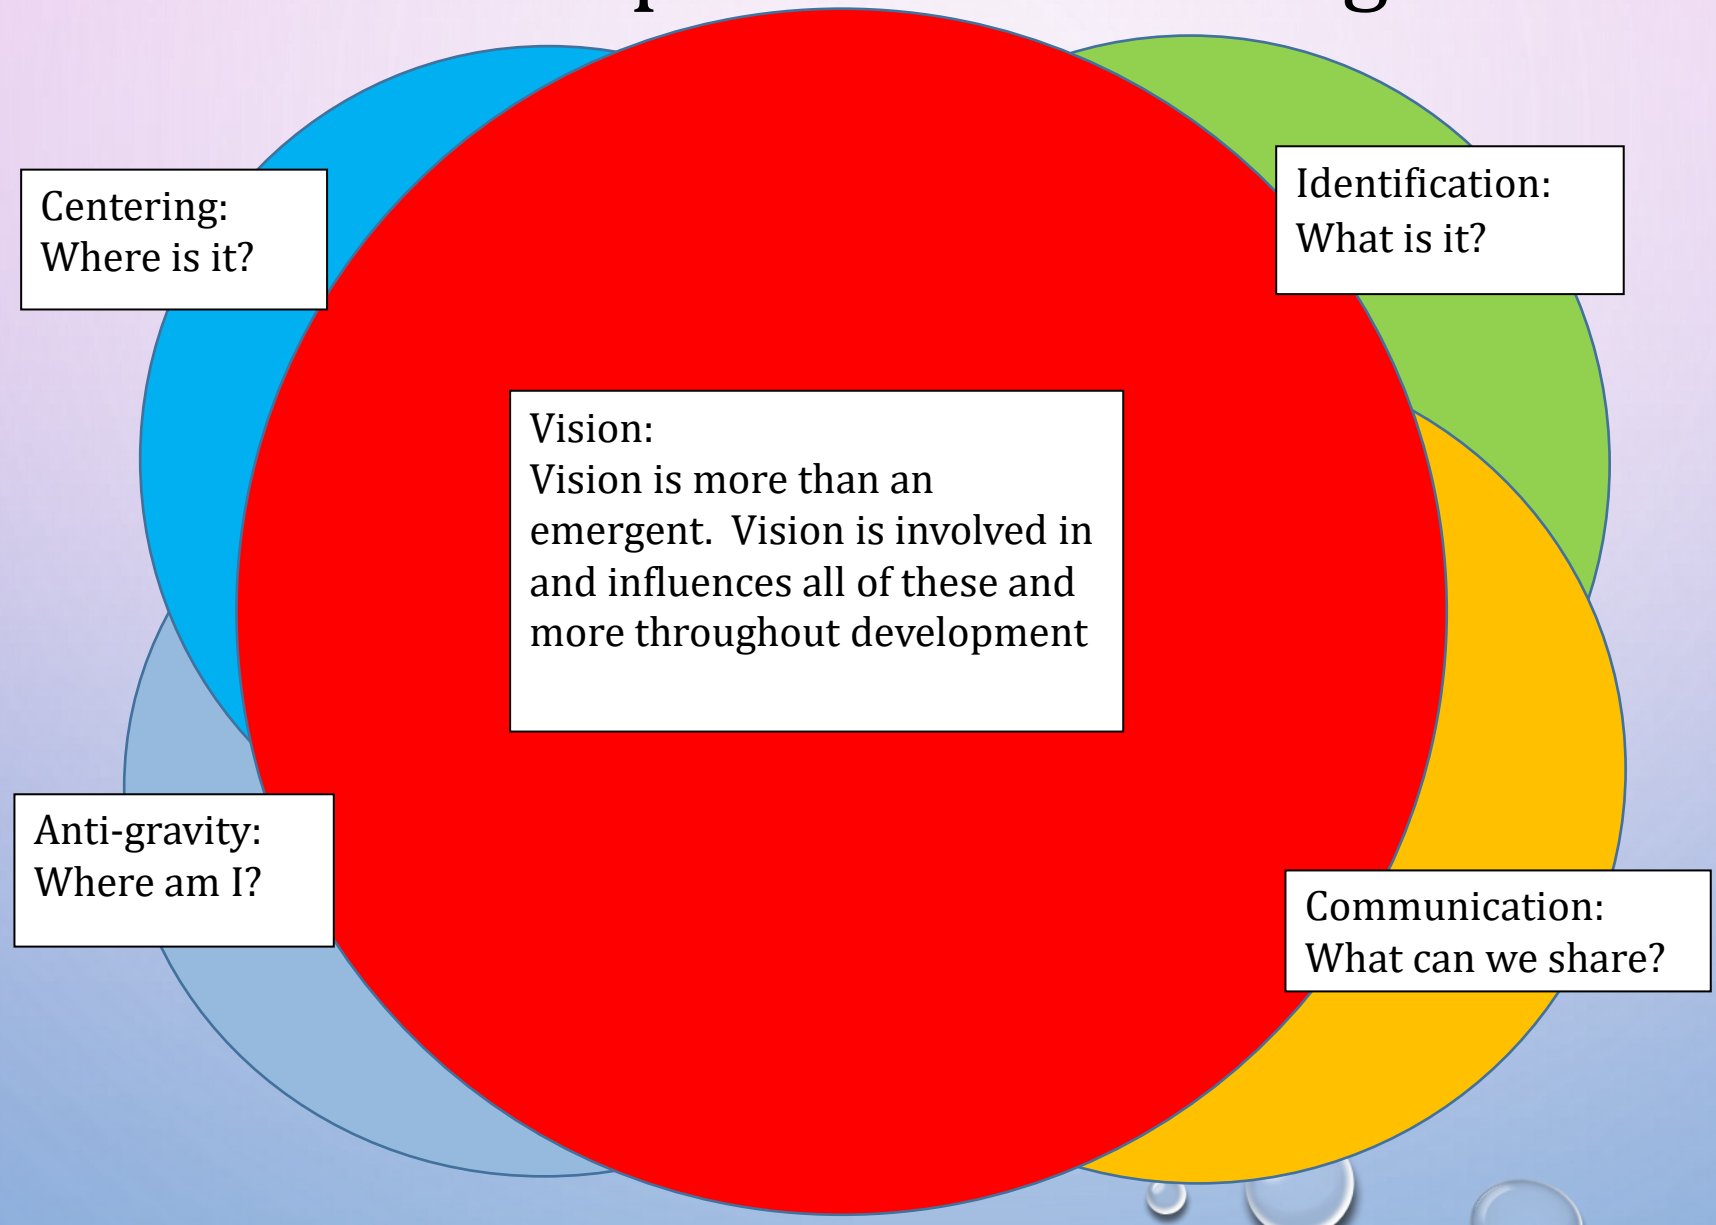 Centering:
Where is it?
Identification:
What is it?
Vision:
Vision is more than an
emergent.  Vision is involved in
and influences all of these and
more throughout development
Anti-gravity:
Where am I?
Communication:
What can we share?